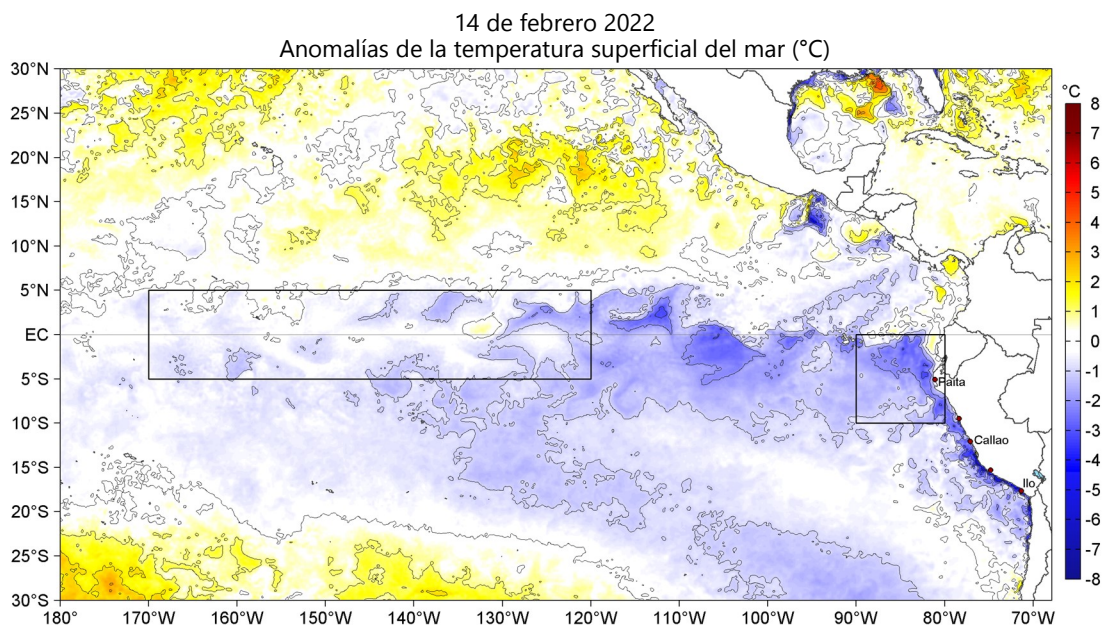 14 de febrero 2022
Anomalías de la temperatura superficial del mar (°C)
30°N
25°N
20°N
15°N
10°N
5°N
EC
5°S
10°S
15°S
20°S
25°S
30°S
180°W 170°W 160°W 150°W 140°W 130°W 120°W 110°W 100°W 90°W 80°W 70°W
Paita
Callao
Ilo
°C
8
7
6
5
4
3
2
1
0
-1
-2
-3
-4
-5
-6
-7
-8